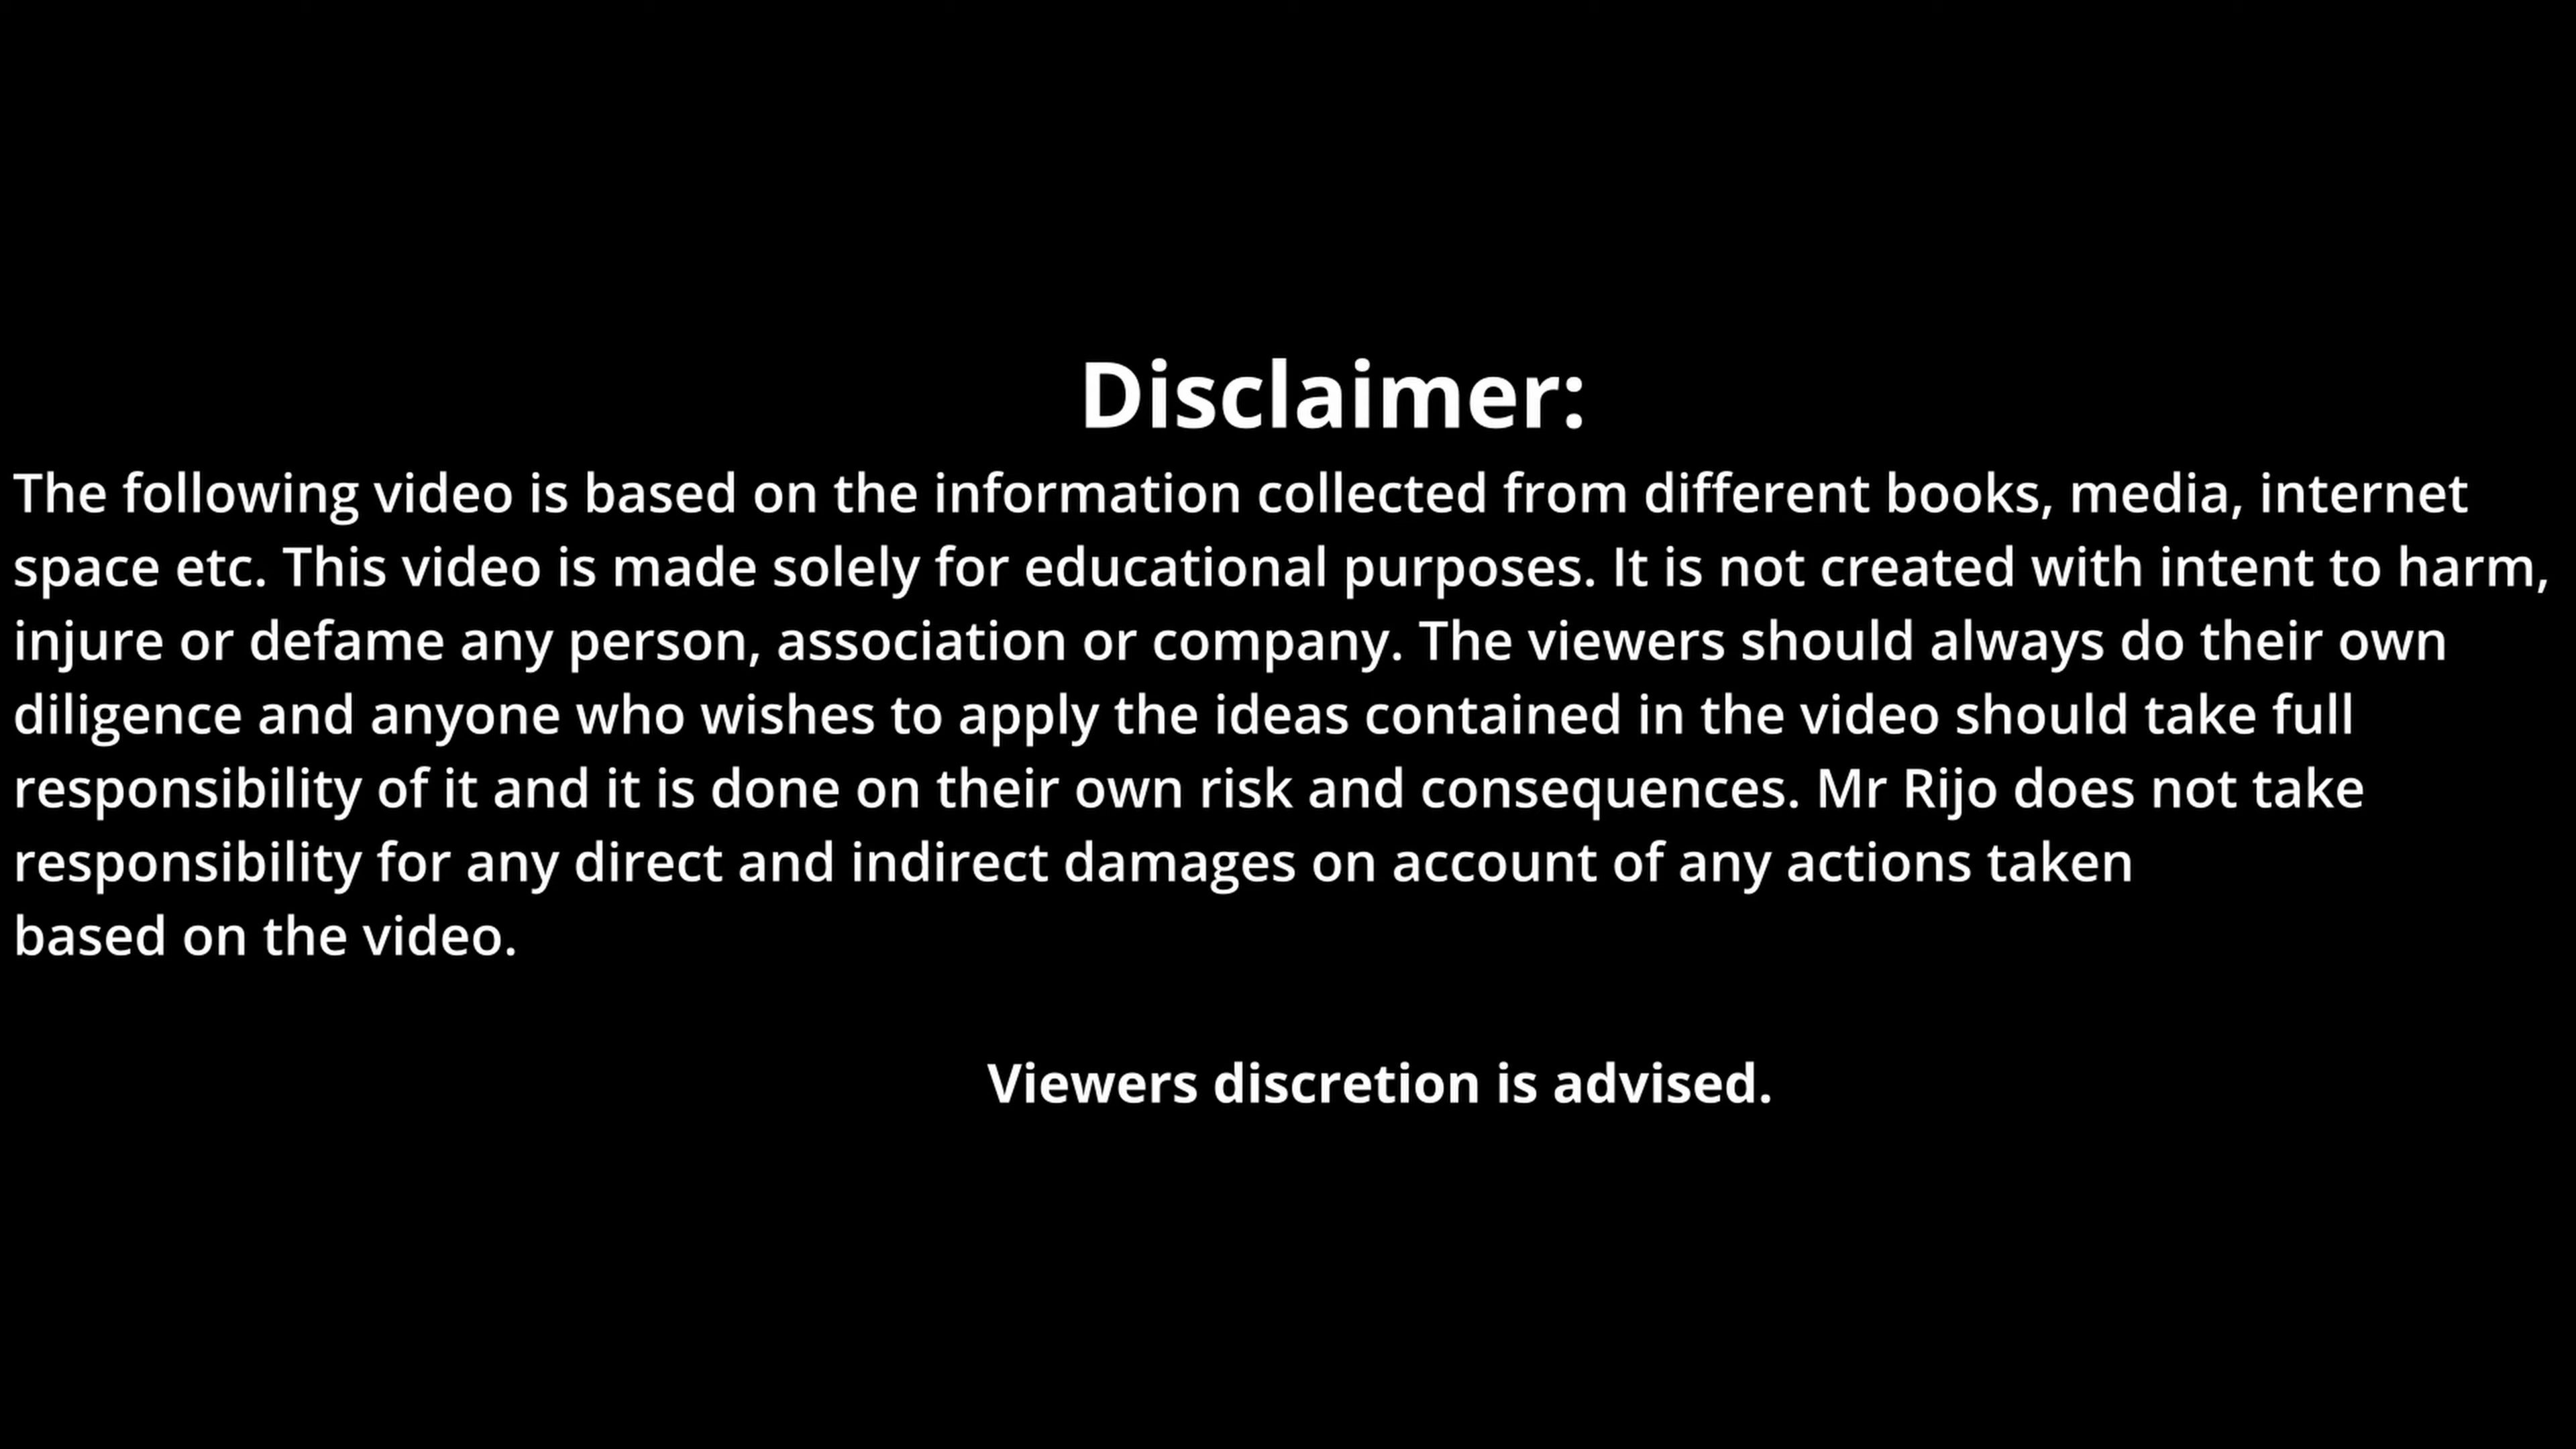 Disclaimer:
The following video is based on the information collected from different books, media, internet
space etc. This video is made solely for educational purposes. It is not created with intent to harm,
injure or defame any person, association or company. The viewers should always do their own
diligence and anyone who wishes to apply the ideas contained in the video should take full
responsibility of it and it is done on their own risk and consequences. Mr Rijo does not take
responsibility for any direct and indirect damages on account of any actions taken
based on the video.
Viewers discretion is advised.